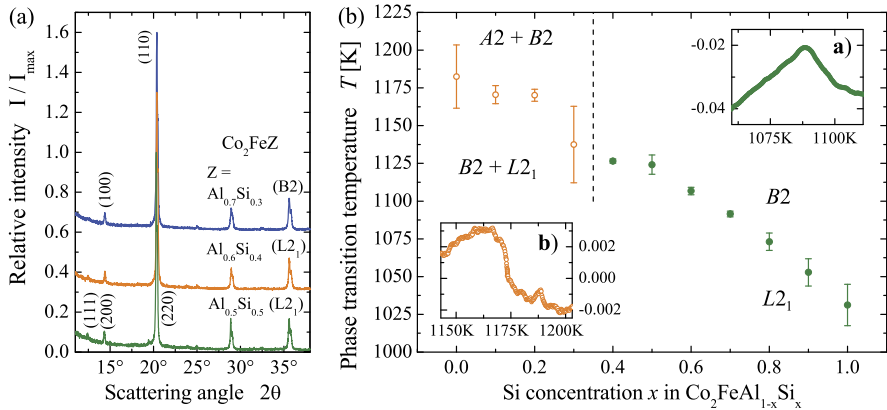 (a)
Relative intensity I / I_max
1.6
1.4
1.2
1.0
0.8
0.6
0.4
0.2
0.0
(110)
Co₂FeZ
Z =
Al₀.₇Si₀.₃
(B2)
(100)
Al₀.₆Si₀.₄
(L2₁)
Al₀.₅Si₀.₅
(L2₁)
(111)
(200)
(220)
15° 20° 25° 30° 35°
Scattering angle 2θ
(b)
Phase transition temperature T [K]
1225
1200
1175
1150
1125
1100
1075
1050
1025
1000
A2 + B2
B2 + L2₁
B2
L2₁
a)
-0.02
-0.04
1075K 1100K
b)
0.002
0.000
-0.002
1150K 1175K 1200K
0.0 0.2 0.4 0.6 0.8 1.0
Si concentration x in Co₂FeAl₁₋ₓSiₓ